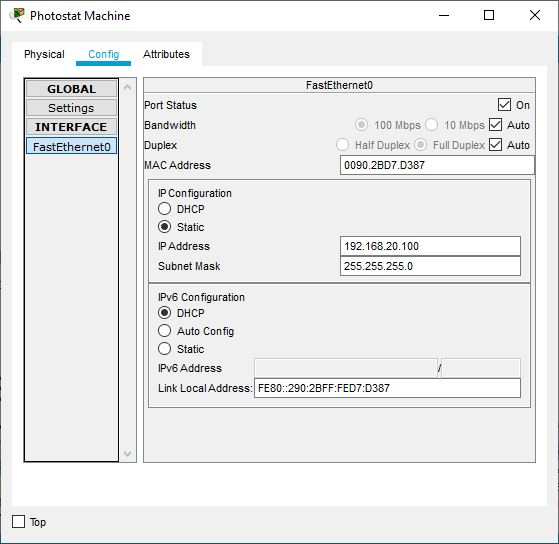 Photostat Machine
Physical Config Attributes
GLOBAL
Settings
INTERFACE
FastEthernet0
FastEthernet0
Port Status On
Bandwidth 100 Mbps 10 Mbps Auto
Duplex Half Duplex Full Duplex Auto
MAC Address 0090.2BD7.D387
IP Configuration
DHCP
Static
IP Address 192.168.20.100
Subnet Mask 255.255.255.0
IPv6 Configuration
DHCP
Auto Config
Static
IPv6 Address /
Link Local Address: FE80::290:2BFF:FED7:D387
Top